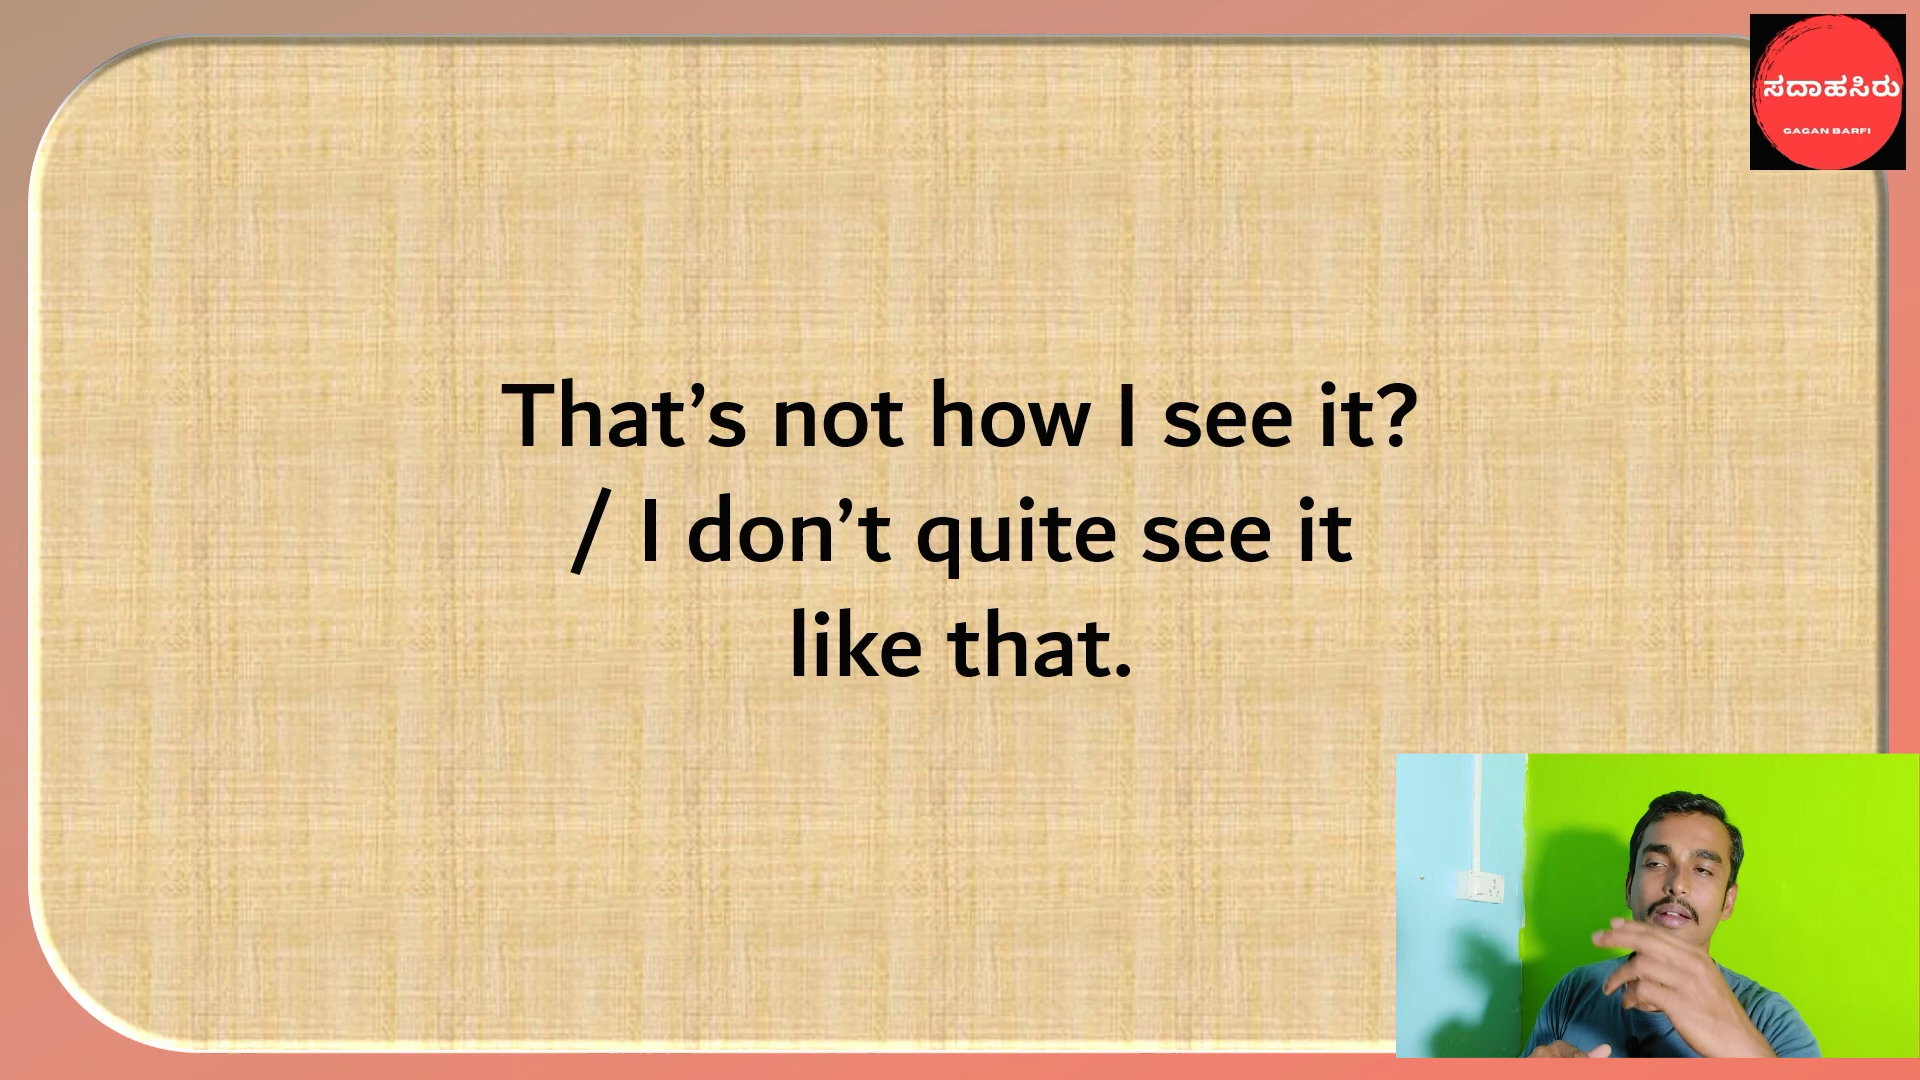 ಸದಾಹಸಿರು
GAGAN BARFI
That’s not how I see it?
/ I don’t quite see it
like that.